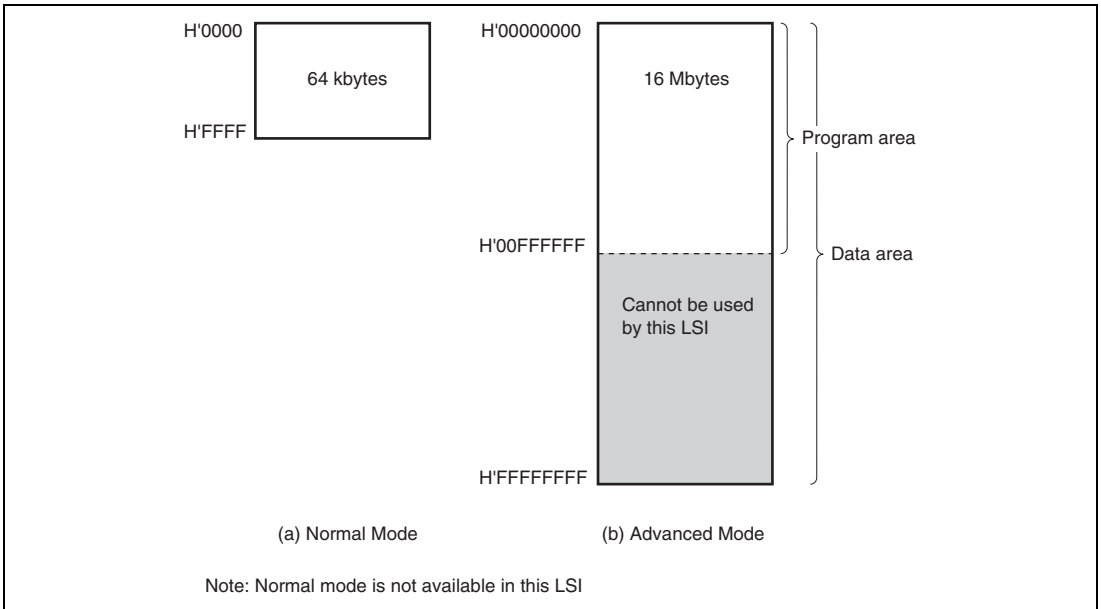 H'0000
64 kbytes
H'FFFF
H'00000000
16 Mbytes
Program area
H'00FFFFFF
Data area
Cannot be used
by this LSI
H'FFFFFFFF
(a) Normal Mode
(b) Advanced Mode
Note: Normal mode is not available in this LSI